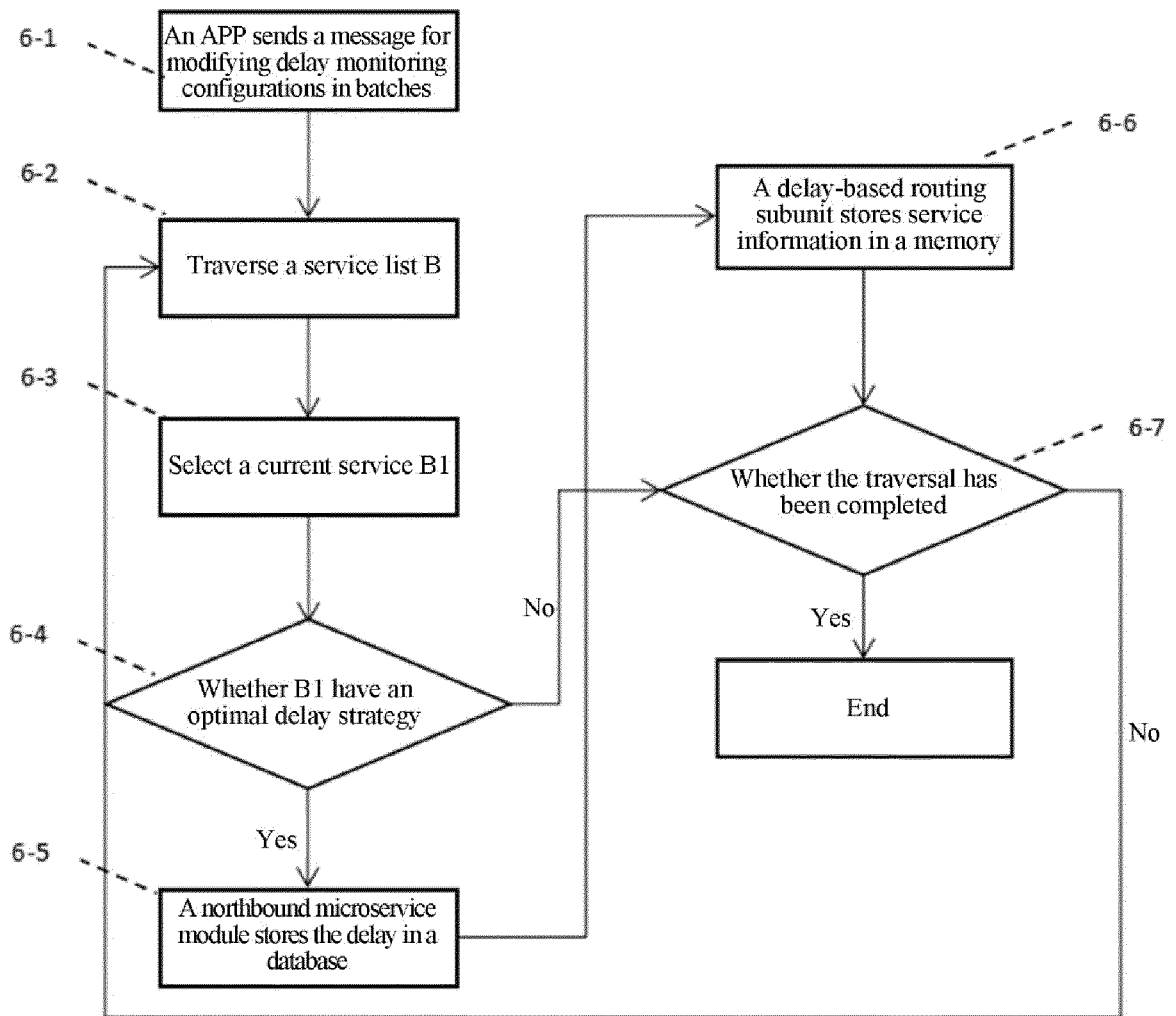 6-1
An APP sends a message for
modifying delay monitoring
configurations in batches
6-2
Traverse a service list B
6-3
Select a current service B1
6-4
Whether B1 have an
optimal delay strategy
No
Yes
6-5
A northbound microservice
module stores the delay in a
database
6-6
A delay-based routing
subunit stores service
information in a memory
6-7
Whether the traversal has
been completed
Yes
No
End